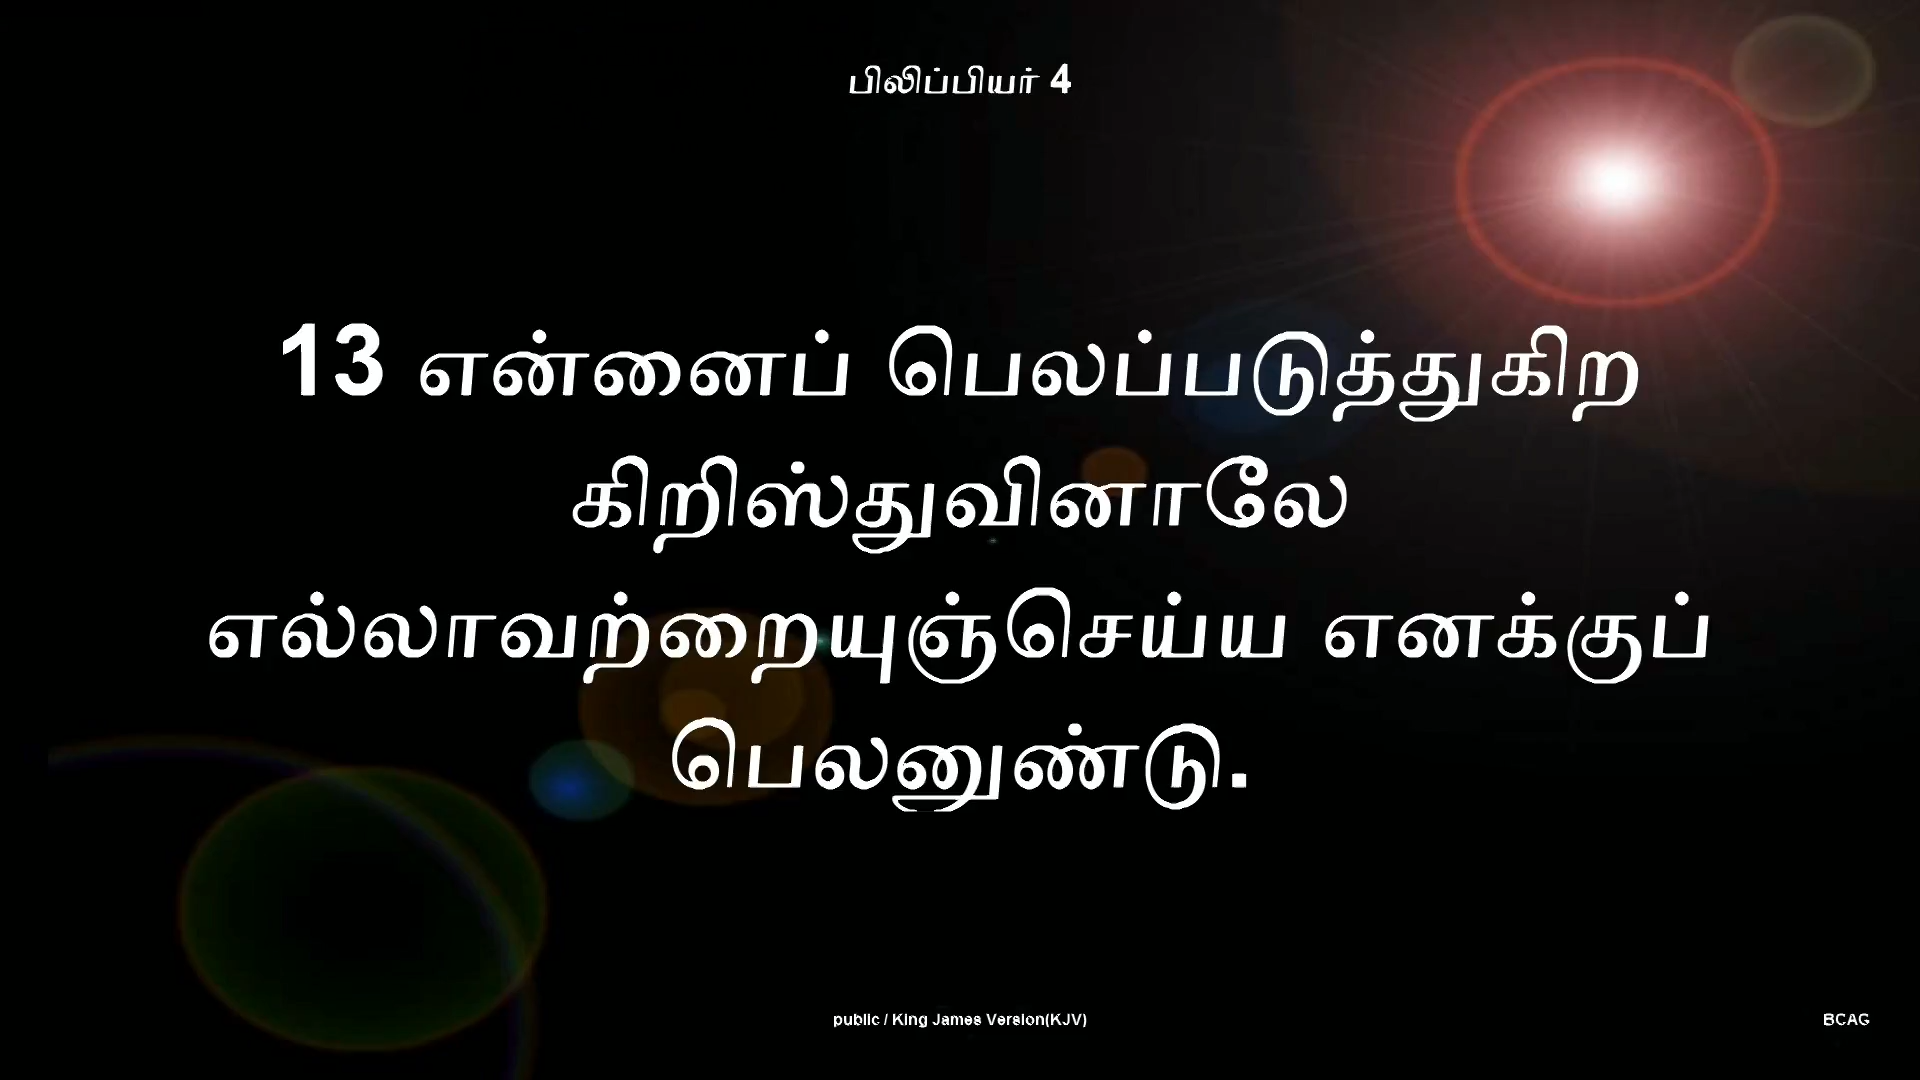 பிலிப்பியர் 4
13 என்னைப் பெலப்படுத்துகிற
கிறிஸ்துவினாலே
எல்லாவற்றையுஞ்செய்ய எனக்குப்
பெலனுண்டு.
public / King James Version(KJV)
BCAG